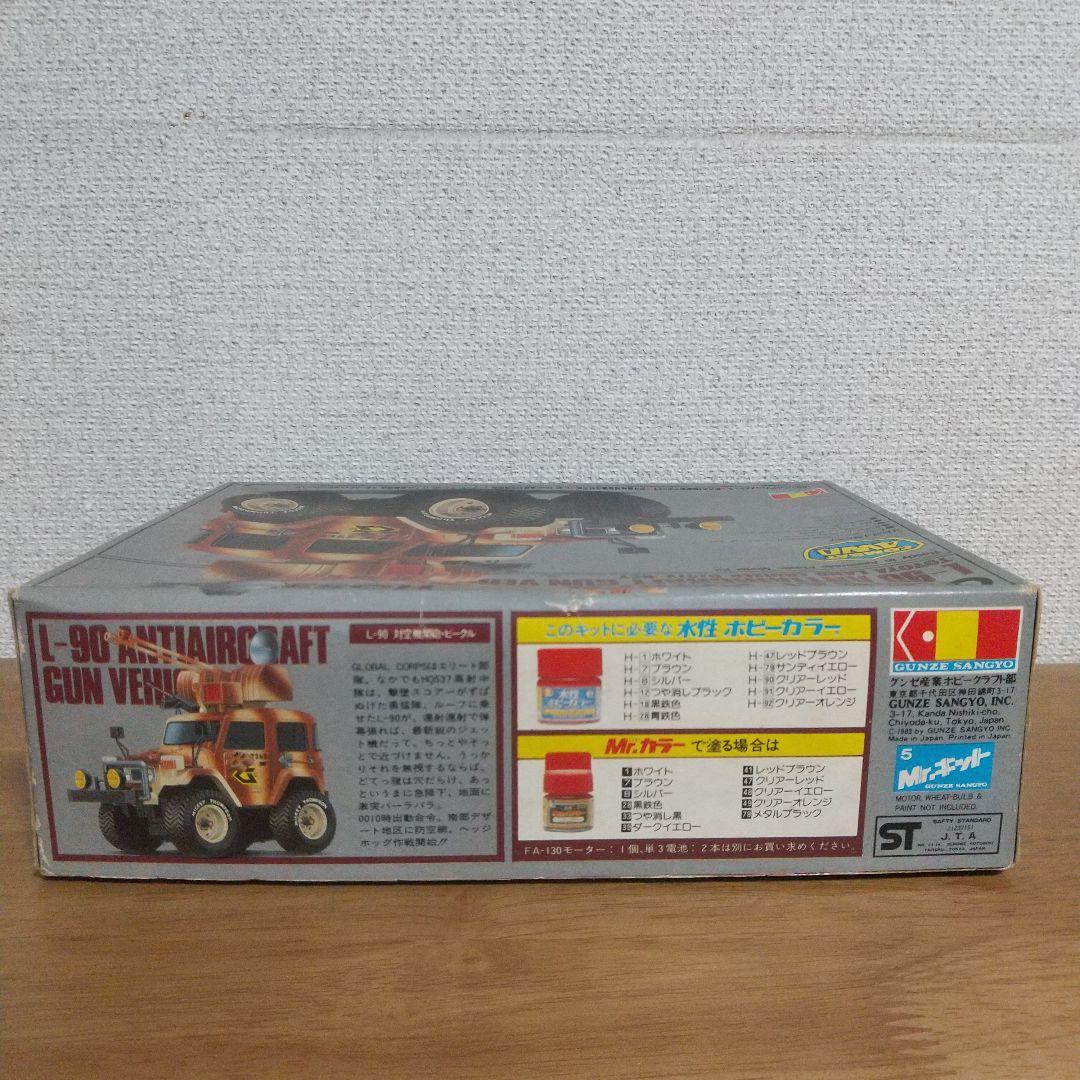 L-90 ANTIAIRCRAFT
GUN VEHI
L-90 対空機関砲・ビークル
GLOBAL CORPSはエリート部
隊。なかでもHQ537高射中
隊は、撃墜スコアーがずば
ぬけた勇猛隊。ルーフに乗
せたL-90が、連射連射で弾
幕張れば、最新鋭のジェッ
ト機だって、ちっとやそっ
とで近づけません。うっか
りそれを無視するならば、
どてっ腹は穴だらけ、あっ
というまに急降下、地面に
激突バーラバラ。
0010時出動命令。南部デザ
ート地区に防空網。ヘッジ
ホッグ作戦開始!!
このキットに必要な水性ホビーカラー
H-1 ホワイト
H-7 ブラウン
H-8 シルバー
H-12 つや消しブラック
H-18 黒鉄色
H-28 青鉄色
H-47 レッドブラウン
H-79 サンディイエロー
H-90 クリアーレッド
H-91 クリアーイエロー
H-92 クリアーオレンジ
Mr.カラーで塗る場合は
1 ホワイト
7 ブラウン
8 シルバー
28 黒鉄色
33 つや消し黒
39 ダークイエロー
41 レッドブラウン
47 クリアーレッド
48 クリアーイエロー
49 クリアーオレンジ
78 メタルブラック
FA-130モーター:1個、単3電池:2本は別にお買い求めください。
GUNZE SANGYO
グンゼ産業ホビークラフト部
東京都千代田区神田錦町3-17
GUNZE SANGYO, INC.
3-17, Kanda Nishiki-cho,
Chiyoda-ku, Tokyo, Japan
C-1983 by GUNZE SANGYO INC
Made in Japan. Printed in Japan.
5
Mr.キット
GUNZE SANGYO
MOTOR, WHEAT-BULB &
PAINT NOT INCLUDED.
ST
SAFTY STANDARD
J.T.A